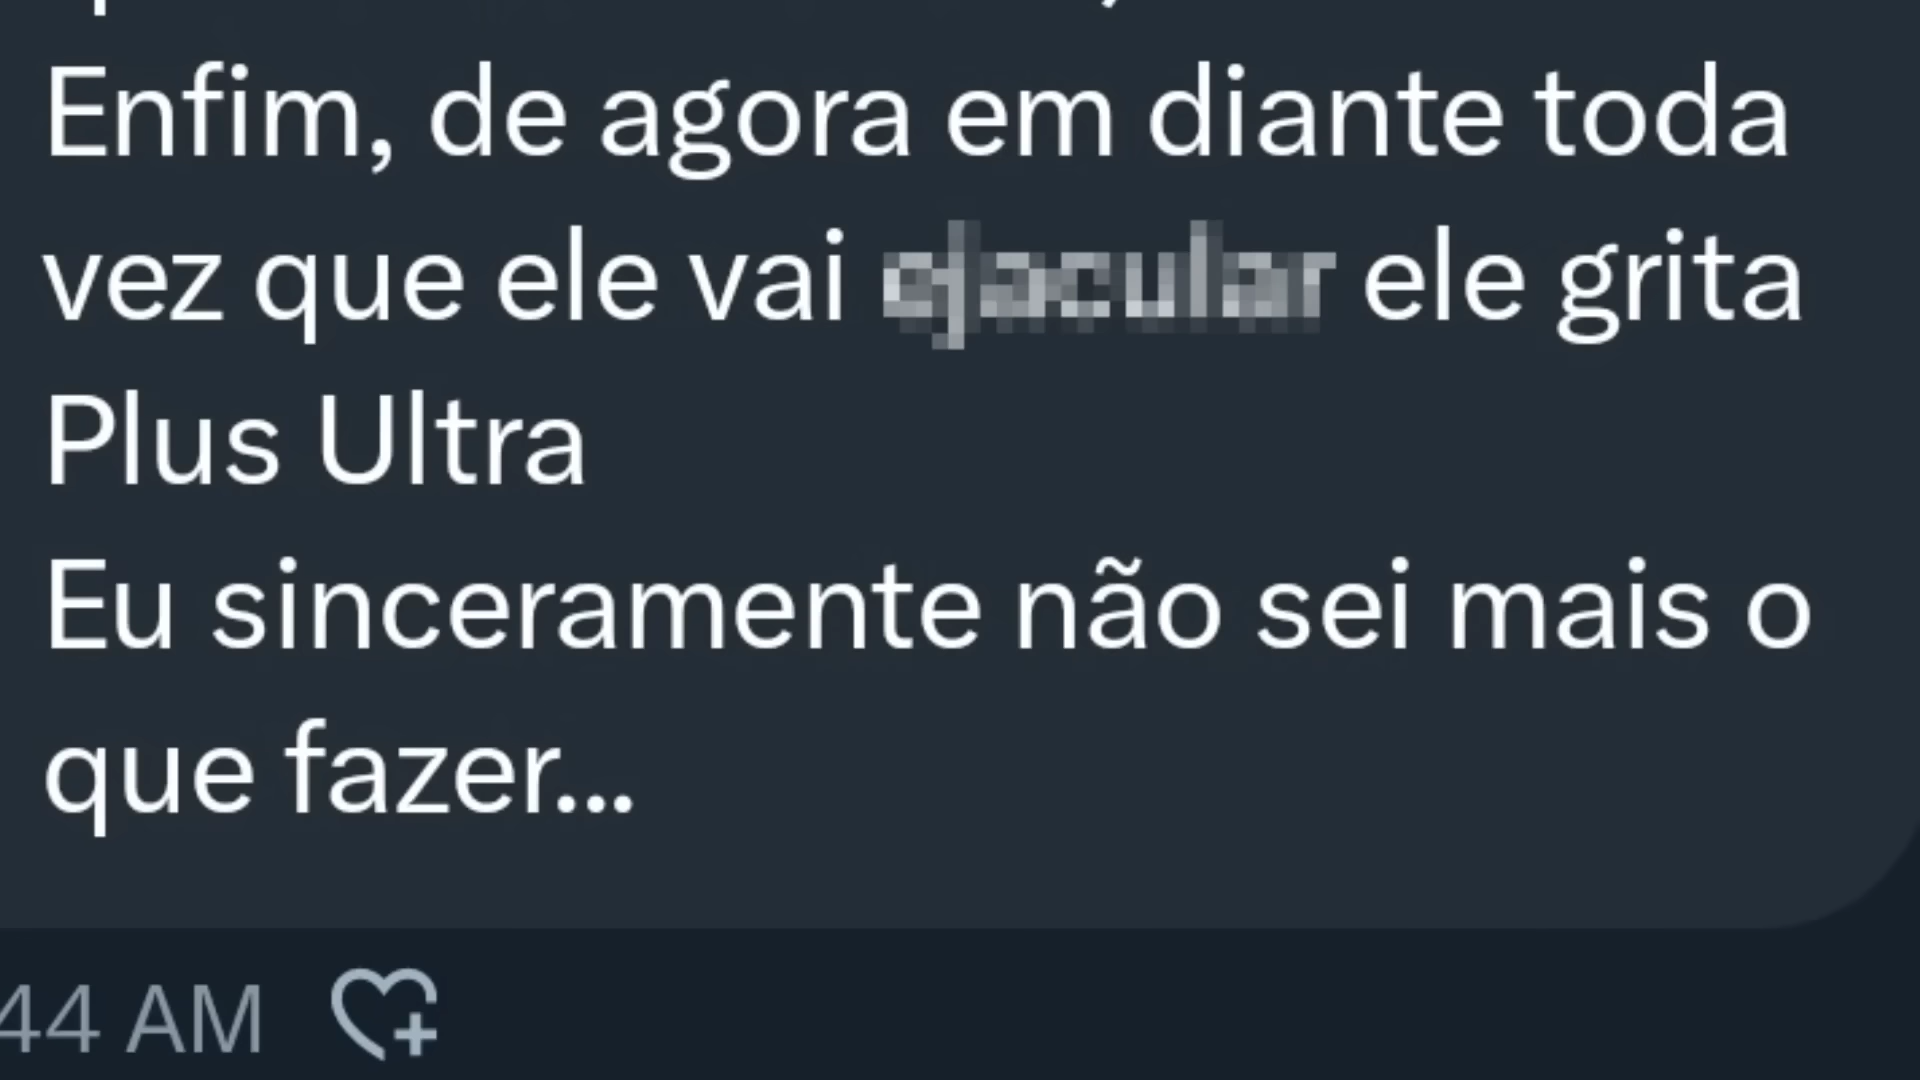 Enfim, de agora em diante toda
vez que ele vai ejacular ele grita
Plus Ultra
Eu sinceramente não sei mais o
que fazer...
44 AM